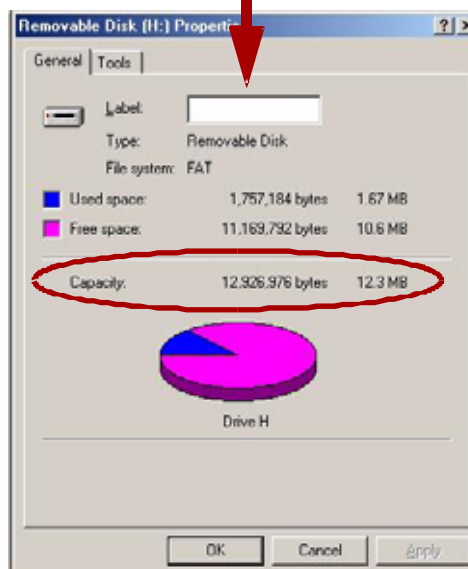 Removable Disk (H:) Properti
General Tools
Label:
Type: Removable Disk
File system: FAT
Used space: 1,757,184 bytes 1.67 MB
Free space: 11,169,792 bytes 10.6 MB
Capacity: 12,926,976 bytes 12.3 MB
Drive H
OK Cancel Apply